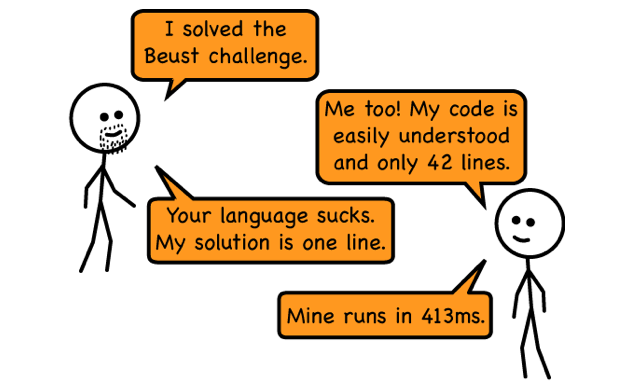 I solved the
Beust challenge.
Me too! My code is
easily understood
and only 42 lines.
Your language sucks.
My solution is one line.
Mine runs in 413ms.